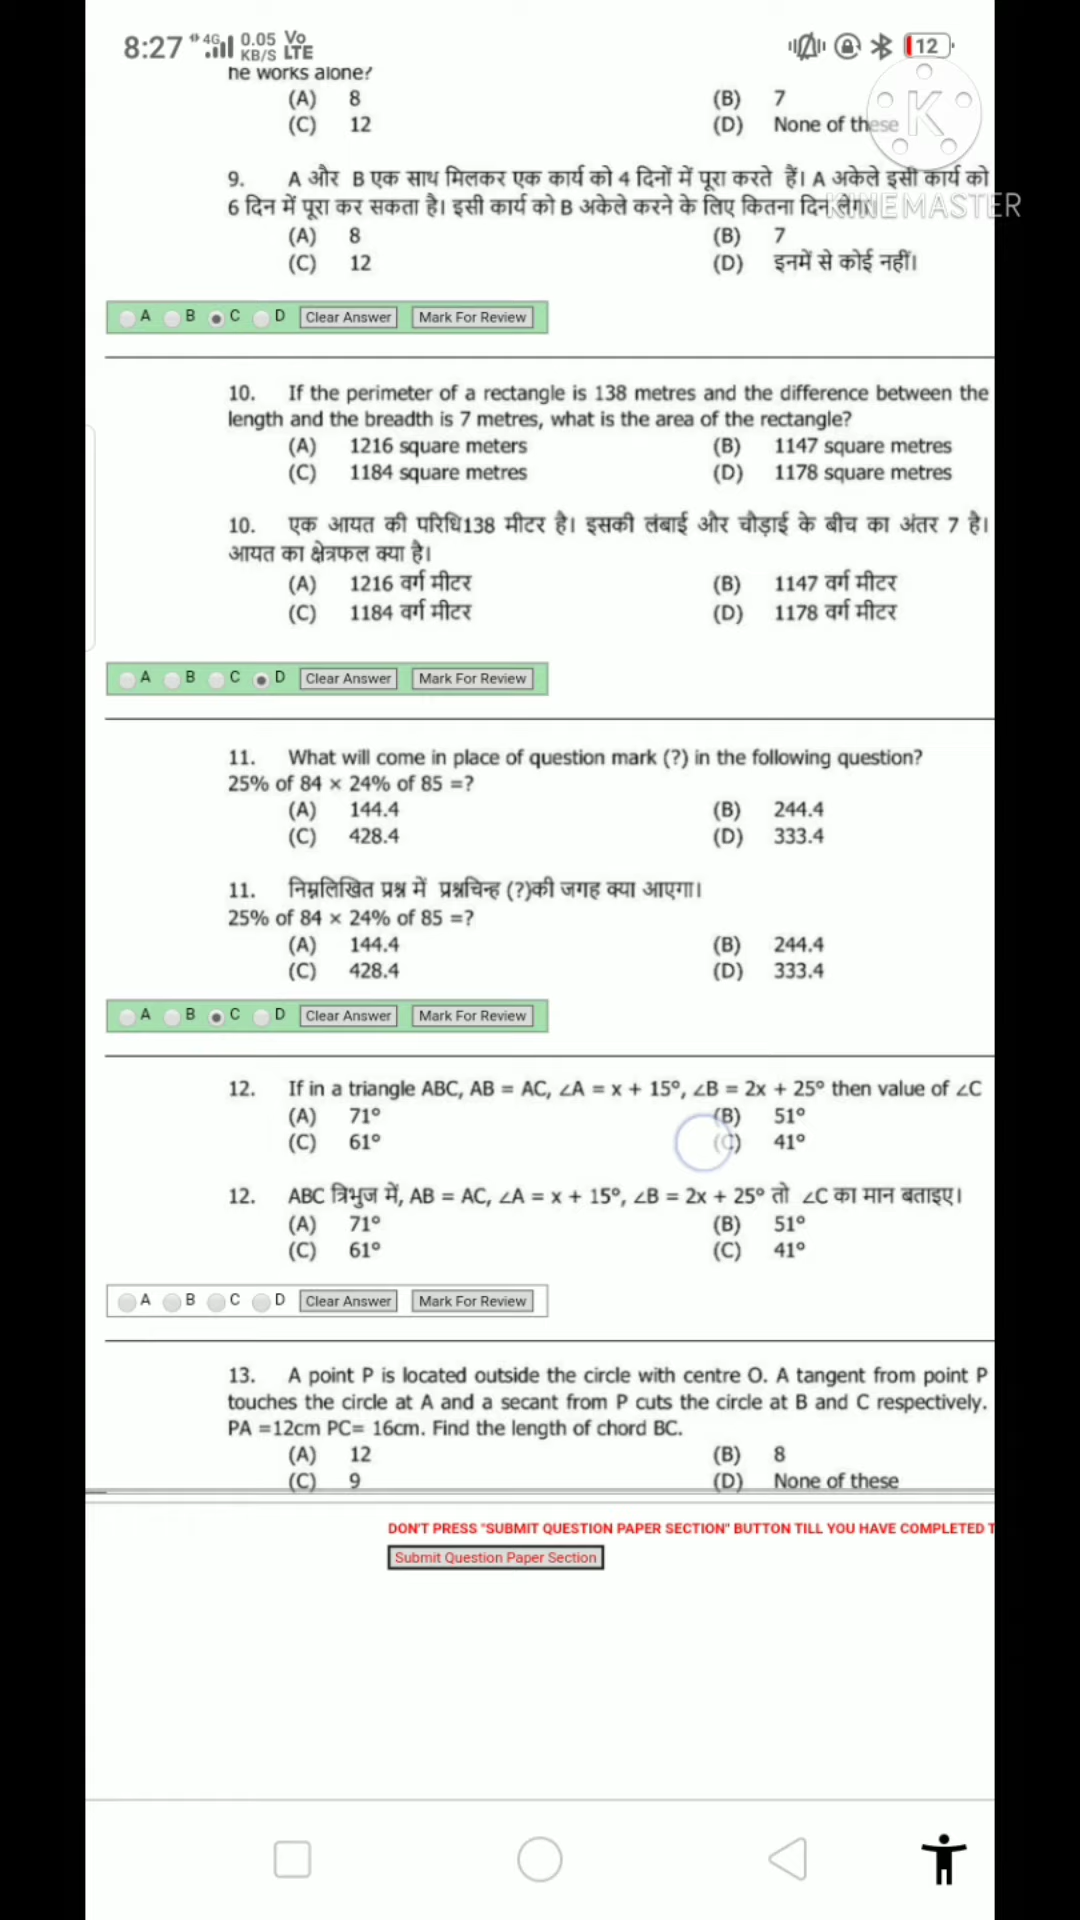 8:27 4G 0.05 KB/S Vo LTE 12
he works alone?
(A) 8 (B) 7
(C) 12 (D) None of these
K
9. A और B एक साथ मिलकर एक कार्य को 4 दिनों में पूरा करते हैं। A अकेले इसी कार्य को
6 दिन में पूरा कर सकता है। इसी कार्य को B अकेले करने के लिए कितना दिन लेगा
KINEMASTER
(A) 8 (B) 7
(C) 12 (D) इनमें से कोई नहीं।
A B C D Clear Answer Mark For Review
10. If the perimeter of a rectangle is 138 metres and the difference between the
length and the breadth is 7 metres, what is the area of the rectangle?
(A) 1216 square meters (B) 1147 square metres
(C) 1184 square metres (D) 1178 square metres
10. एक आयत की परिधि138 मीटर है। इसकी लंबाई और चौड़ाई के बीच का अंतर 7 है।
आयत का क्षेत्रफल क्या है।
(A) 1216 वर्ग मीटर (B) 1147 वर्ग मीटर
(C) 1184 वर्ग मीटर (D) 1178 वर्ग मीटर
A B C D Clear Answer Mark For Review
11. What will come in place of question mark (?) in the following question?
25% of 84 × 24% of 85 =?
(A) 144.4 (B) 244.4
(C) 428.4 (D) 333.4
11. निम्नलिखित प्रश्न में प्रश्नचिन्ह (?)की जगह क्या आएगा।
25% of 84 × 24% of 85 =?
(A) 144.4 (B) 244.4
(C) 428.4 (D) 333.4
A B C D Clear Answer Mark For Review
12. If in a triangle ABC, AB = AC, ∠A = x + 15°, ∠B = 2x + 25° then value of ∠C
(A) 71° (B) 51°
(C) 61° (C) 41°
12. ABC त्रिभुज में, AB = AC, ∠A = x + 15°, ∠B = 2x + 25° तो ∠C का मान बताइए।
(A) 71° (B) 51°
(C) 61° (C) 41°
A B C D Clear Answer Mark For Review
13. A point P is located outside the circle with centre O. A tangent from point P
touches the circle at A and a secant from P cuts the circle at B and C respectively.
PA =12cm PC= 16cm. Find the length of chord BC.
(A) 12 (B) 8
(C) 9 (D) None of these
DON'T PRESS "SUBMIT QUESTION PAPER SECTION" BUTTON TILL YOU HAVE COMPLETED T
Submit Question Paper Section